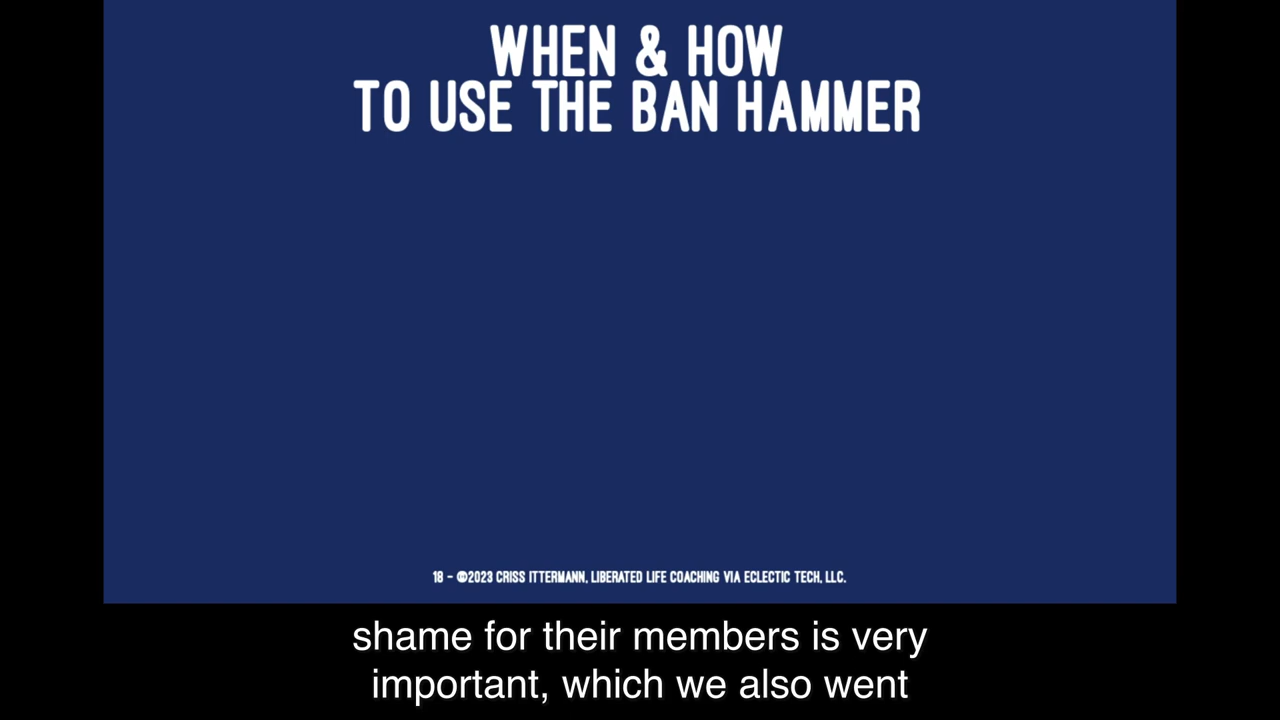 WHEN & HOW
TO USE THE BAN HAMMER
18 - ©2023 CRISS ITTERMANN, LIBERATED LIFE COACHING VIA ECLECTIC TECH, LLC.
shame for their members is very
important, which we also went